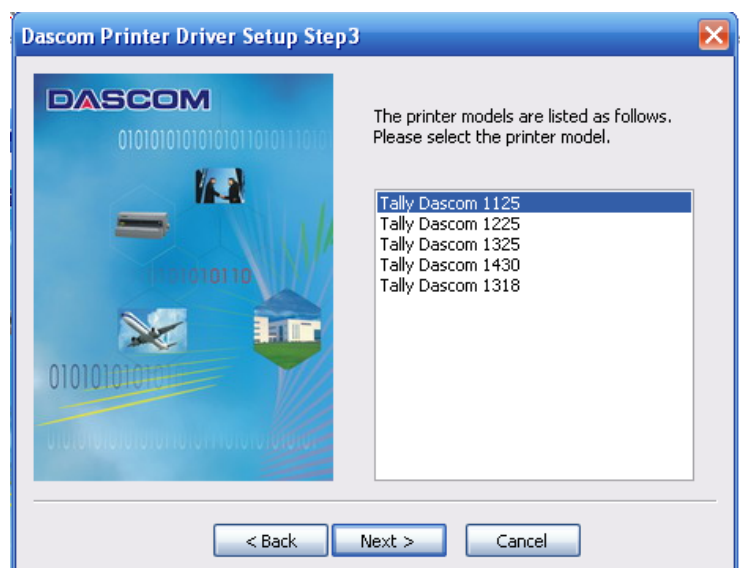 Dascom Printer Driver Setup Step3
DASCOM
01010101010101101011101
The printer models are listed as follows.
Please select the printer model.
Tally Dascom 1125
Tally Dascom 1225
Tally Dascom 1325
Tally Dascom 1430
Tally Dascom 1318
< Back
Next >
Cancel